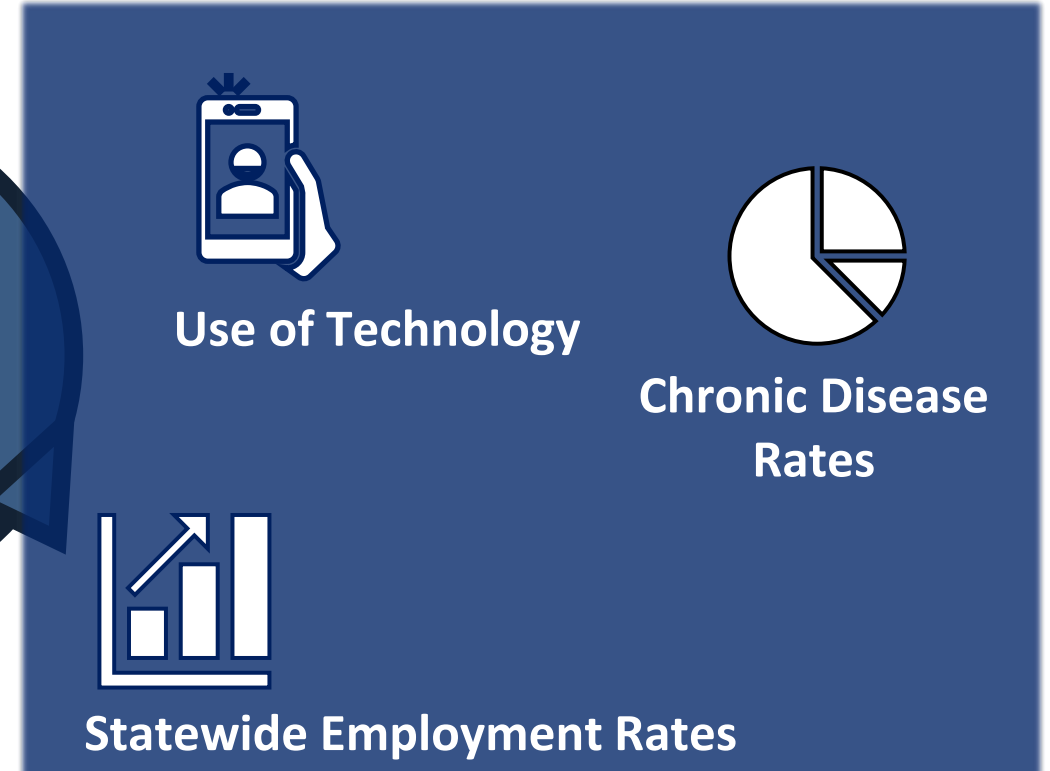 Use of Technology
Chronic Disease
Rates
Statewide Employment Rates